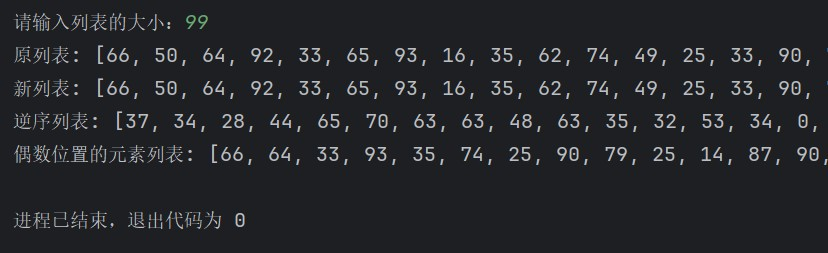 请输入列表的大小：99
原列表: [66, 50, 64, 92, 33, 65, 93, 16, 35, 62, 74, 49, 25, 33, 90,
新列表: [66, 50, 64, 92, 33, 65, 93, 16, 35, 62, 74, 49, 25, 33, 90,
逆序列表: [37, 34, 28, 44, 65, 70, 63, 63, 48, 63, 35, 32, 53, 34, 0,
偶数位置的元素列表: [66, 64, 33, 93, 35, 74, 25, 90, 79, 25, 14, 87, 90,
进程已结束，退出代码为 0